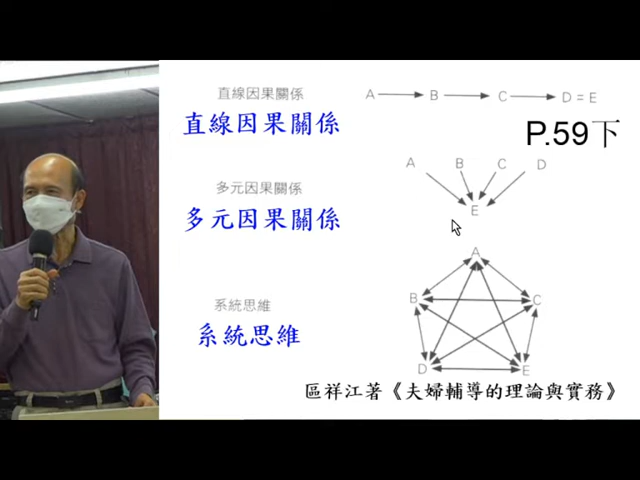 直線因果關係
A B C D = E
直線因果關係
P.59下
A B C D
多元因果關係
E
多元因果關係
A
B C
系統思維
系統思維
D E
區祥江著《夫婦輔導的理論與實務》